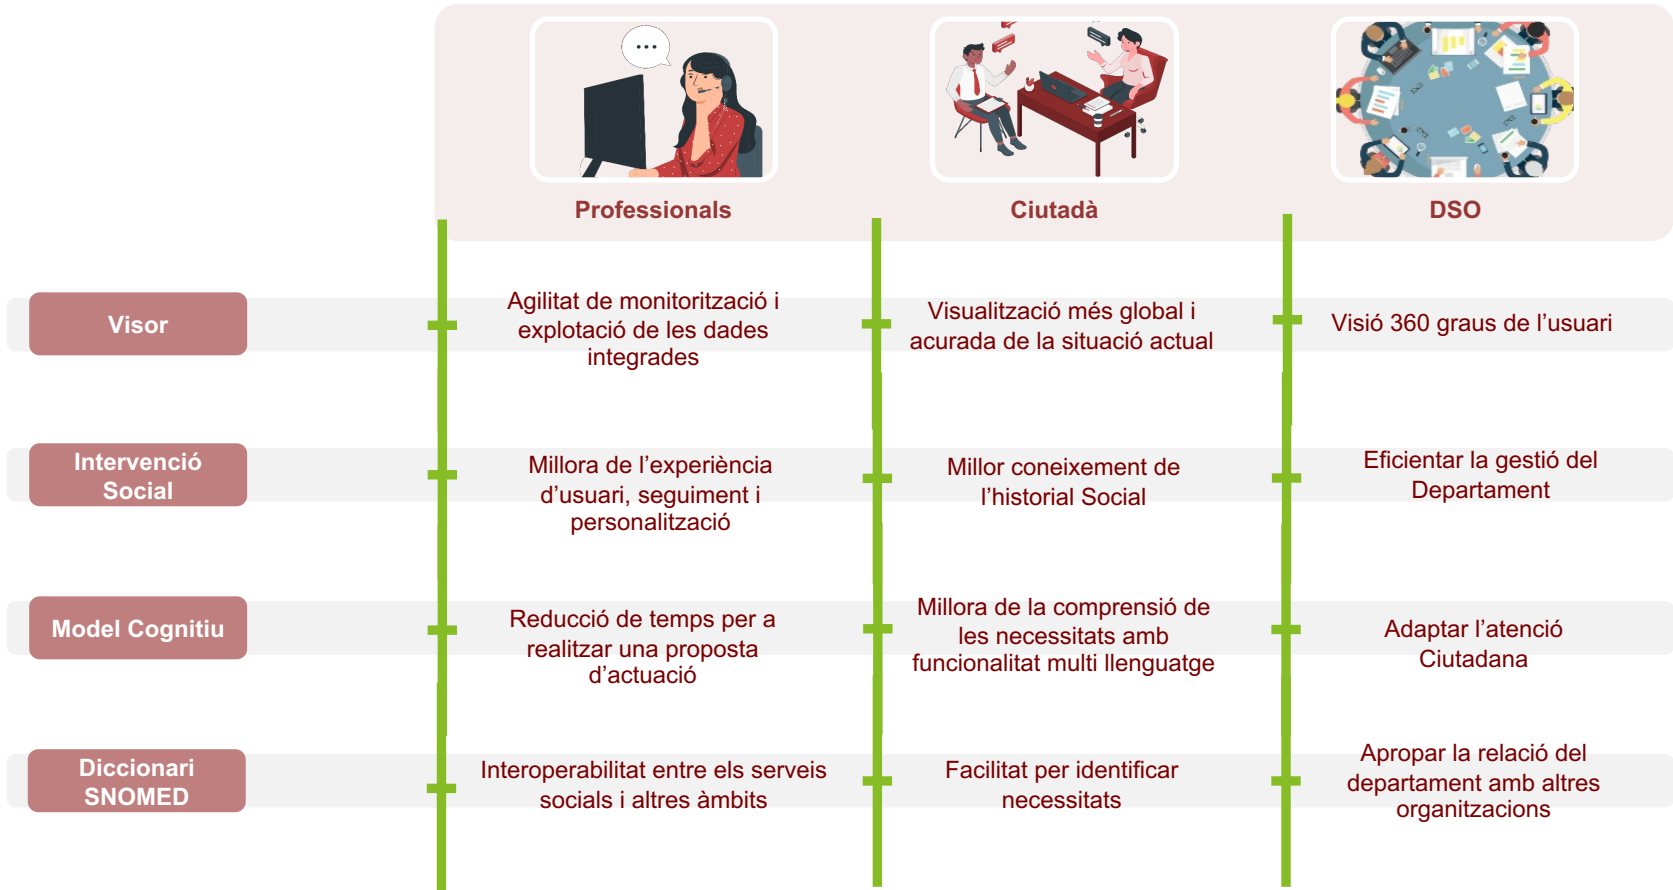 Professionals
Ciutadà
DSO
Visor
Agilitat de monitorització i
explotació de les dades
integrades
Visualització més global i
acurada de la situació actual
Visió 360 graus de l’usuari
Intervenció
Social
Millora de l’experiència
d’usuari, seguiment i
personalització
Millor coneixement de
l’historial Social
Eficientar la gestió del
Departament
Model Cognitiu
Reducció de temps per a
realitzar una proposta
d’actuació
Millora de la comprensió de
les necessitats amb
funcionalitat multi llenguatge
Adaptar l’atenció
Ciutadana
Diccionari
SNOMED
Interoperabilitat entre els serveis
socials i altres àmbits
Facilitat per identificar
necessitats
Apropar la relació del
departament amb altres
organitzacions